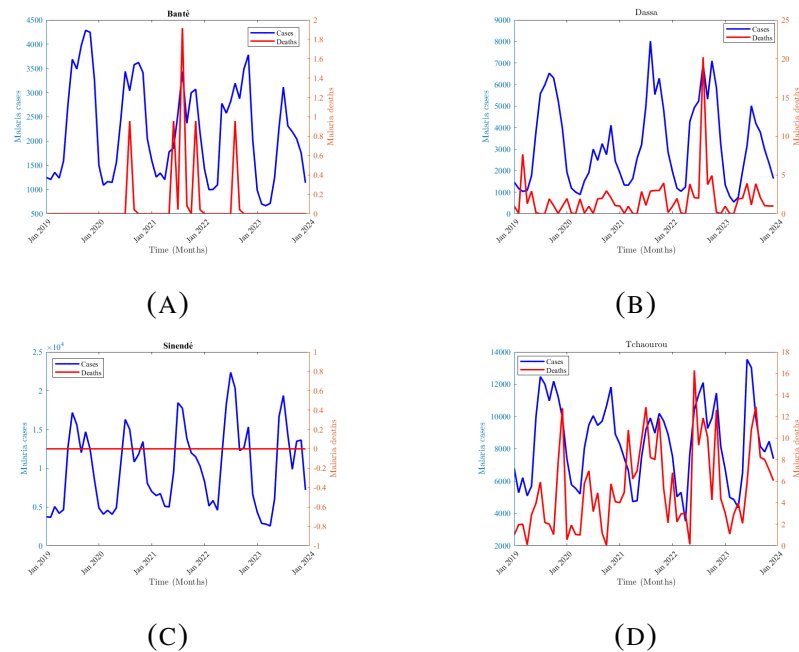 Bantè
4500
4000
3500
3000
2500
2000
1500
1000
500
2
1.8
1.6
1.4
1.2
1
0.8
0.6
0.4
0.2
0
Malaria cases
Malaria deaths
Cases
Deaths
Jan 2019
Jan 2020
Jan 2021
Jan 2022
Jan 2023
Jan 2024
Time (Months)
(A)
Dassa
9000
8000
7000
6000
5000
4000
3000
2000
1000
0
25
20
15
10
5
0
Malaria cases
Malaria deaths
Cases
Deaths
Jan 2019
Jan 2020
Jan 2021
Jan 2022
Jan 2023
Jan 2024
Time (Months)
(B)
Sinendé
×10⁴
2.5
2
1.5
1
0.5
0
1
0.8
0.6
0.4
0.2
0
-0.2
-0.4
-0.6
-0.8
-1
Malaria cases
Malaria deaths
Cases
Deaths
Jan 2019
Jan 2020
Jan 2021
Jan 2022
Jan 2023
Jan 2024
Time (Months)
(C)
Tchaourou
14000
12000
10000
8000
6000
4000
2000
18
16
14
12
10
8
6
4
2
0
Malaria cases
Malaria deaths
Cases
Deaths
Jan 2019
Jan 2020
Jan 2021
Jan 2022
Jan 2023
Jan 2024
Time (Months)
(D)